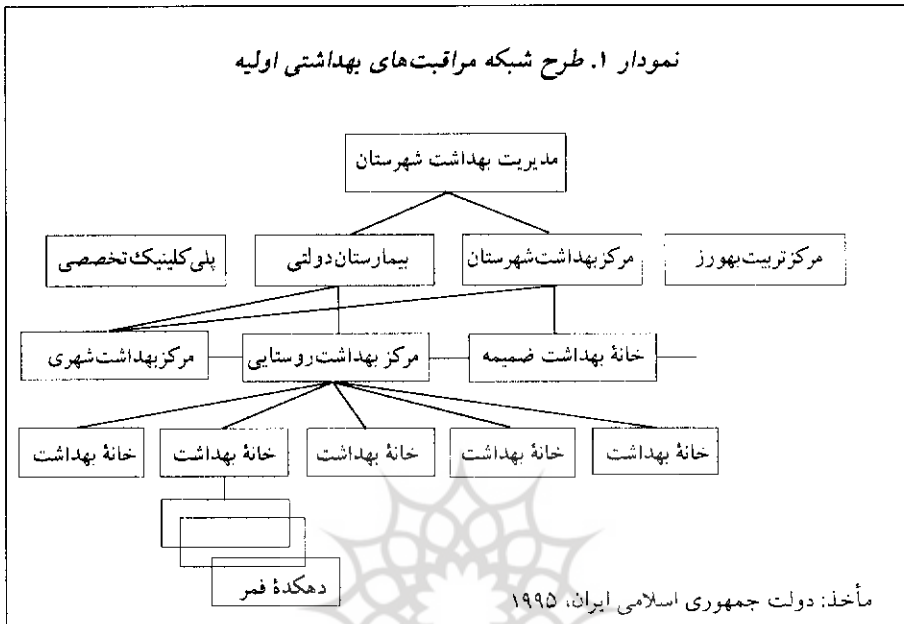 نمودار ۱. طرح شبکه مراقبت‌های بهداشتی اولیه
مدیریت بهداشت شهرستان
مرکز تربیت بهورز
مرکز بهداشت شهرستان
بیمارستان دولتی
پلی کلینیک تخصصی
خانهٔ بهداشت ضمیمه
مرکز بهداشت روستایی
مرکز بهداشت شهری
خانهٔ بهداشت
خانهٔ بهداشت
خانهٔ بهداشت
خانهٔ بهداشت
خانهٔ بهداشت
دهکدهٔ فمر
مأخذ: دولت جمهوری اسلامی ایران، ۱۹۹۵